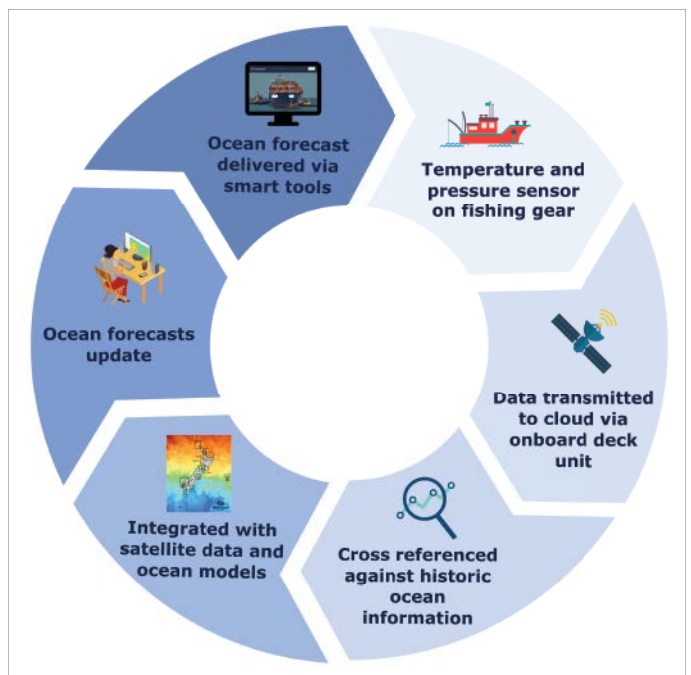 Ocean forecast
delivered via
smart tools
Temperature and
pressure sensor
on fishing gear
Data transmitted
to cloud via
onboard deck
unit
Cross referenced
against historic
ocean
information
Integrated with
satellite data and
ocean models
Ocean forecasts
update